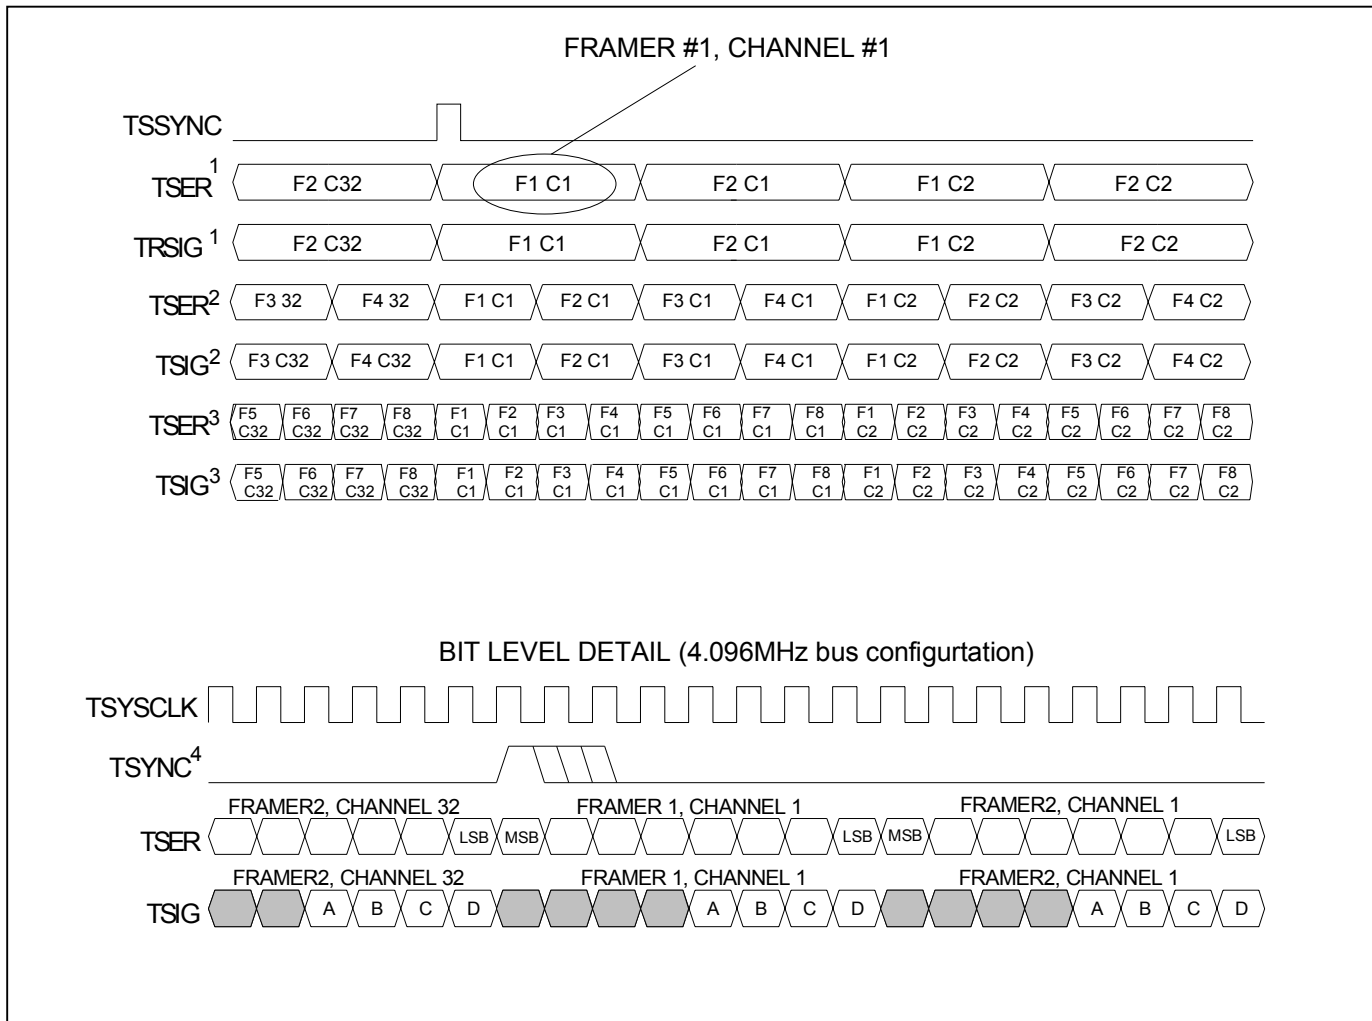 FRAMER #1, CHANNEL #1
TSSYNC
TSER1 F2 C32 F1 C1 F2 C1 F1 C2 F2 C2
TRSIG 1 F2 C32 F1 C1 F2 C1 F1 C2 F2 C2
TSER2 F3 32 F4 32 F1 C1 F2 C1 F3 C1 F4 C1 F1 C2 F2 C2 F3 C2 F4 C2
TSIG2 F3 C32 F4 C32 F1 C1 F2 C1 F3 C1 F4 C1 F1 C2 F2 C2 F3 C2 F4 C2
TSER3 F5 C32 F6 C32 F7 C32 F8 C32 F1 C1 F2 C1 F3 C1 F4 C1 F5 C1 F6 C1 F7 C1 F8 C1 F1 C2 F2 C2 F3 C2 F4 C2 F5 C2 F6 C2 F7 C2 F8 C2
TSIG3 F5 C32 F6 C32 F7 C32 F8 C32 F1 C1 F2 C1 F3 C1 F4 C1 F5 C1 F6 C1 F7 C1 F8 C1 F1 C2 F2 C2 F3 C2 F4 C2 F5 C2 F6 C2 F7 C2 F8 C2
BIT LEVEL DETAIL (4.096MHz bus configurtation)
TSYSCLK
TSYNC4
FRAMER2, CHANNEL 32 FRAMER 1, CHANNEL 1 FRAMER2, CHANNEL 1
TSER LSB MSB LSB MSB LSB
FRAMER2, CHANNEL 32 FRAMER 1, CHANNEL 1 FRAMER2, CHANNEL 1
TSIG A B C D A B C D A B C D